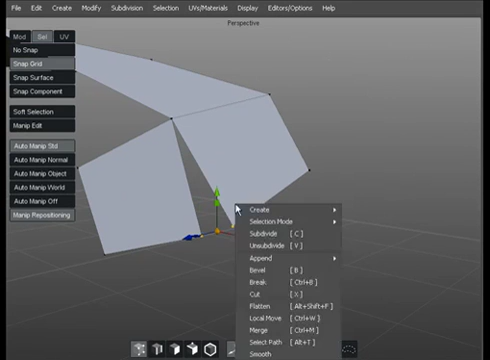 File Edit Create Modify Subdivision Selection UVs/Materials Display Editors/Options Help
Perspective
Mod Sel UV
No Snap
Snap Grid
Snap Surface
Snap Component
Soft Selection
Manip Edit
Auto Manip Std
Auto Manip Normal
Auto Manip Object
Auto Manip World
Auto Manip Off
Manip Repositioning
Create
Selection Mode
Subdivide [ C ]
Unsubdivide [ V ]
Append
Bevel [ B ]
Break [ Ctrl+B ]
Cut [ X ]
Flatten [ Alt+Shift+F ]
Local Move [ Ctrl+W ]
Merge [ Ctrl+M ]
Select Path [ Alt+T ]
Smooth